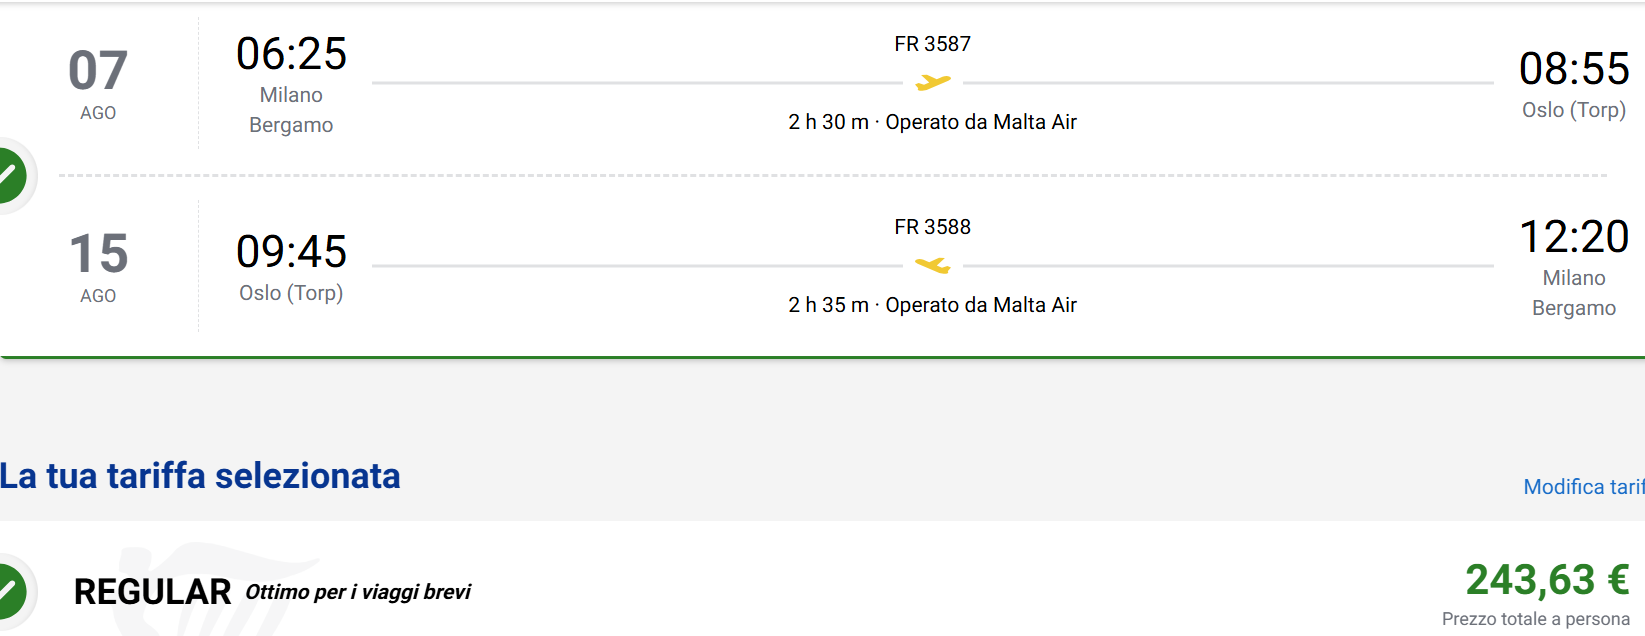 07
AGO
06:25
Milano
Bergamo
FR 3587
2 h 30 m · Operato da Malta Air
08:55
Oslo (Torp)
15
AGO
09:45
Oslo (Torp)
FR 3588
2 h 35 m · Operato da Malta Air
12:20
Milano
Bergamo
La tua tariffa selezionata
Modifica tarif
REGULAR Ottimo per i viaggi brevi
243,63 €
Prezzo totale a persona